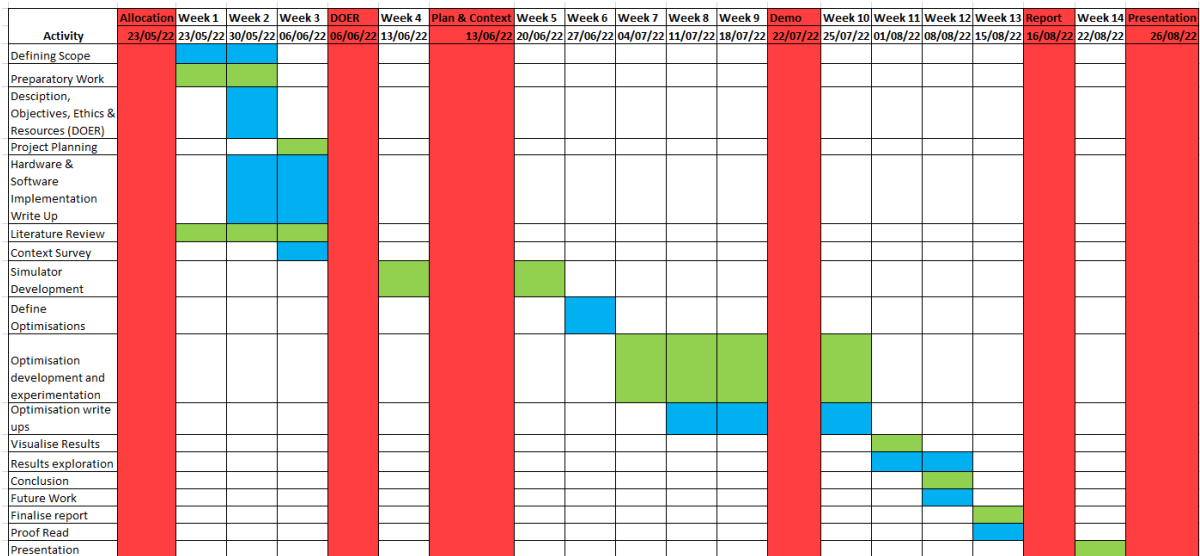 Allocation Week 1 Week 2 Week 3 DOER Week 4 Plan & Context Week 5 Week 6 Week 7 Week 8 Week 9 Demo Week 10 Week 11 Week 12 Week 13 Report Week 14 Presentation
Activity 23/05/22 23/05/22 30/05/22 06/06/22 06/06/22 13/06/22 13/06/22 20/06/22 27/06/22 04/07/22 11/07/22 18/07/22 22/07/22 25/07/22 01/08/22 08/08/22 15/08/22 16/08/22 22/08/22 26/08/22
Defining Scope
Preparatory Work
Desciption,
Objectives, Ethics &
Resources (DOER)
Project Planning
Hardware &
Software
Implementation
Write Up
Literature Review
Context Survey
Simulator
Development
Define
Optimisations
Optimisation
development and
experimentation
Optimisation write
ups
Visualise Results
Results exploration
Conclusion
Future Work
Finalise report
Proof Read
Presentation